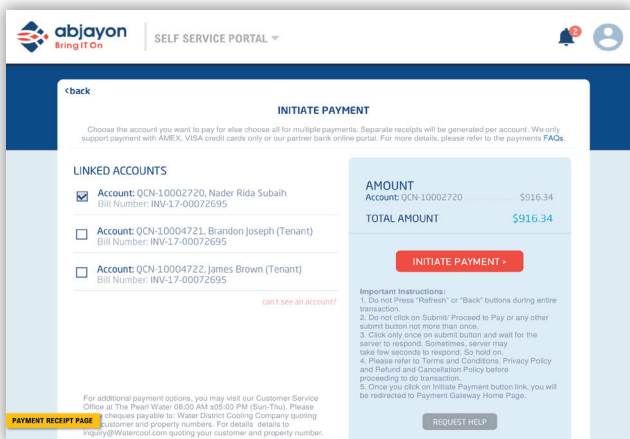 abjayon
Bring IT On
SELF SERVICE PORTAL
2
<back
INITIATE PAYMENT
Choose the account you want to pay for else choose all for multiple payments. Separate receipts will be generated per account. We only
support payment with AMEX, VISA credit cards only or our partner bank online portal. For more details, please refer to the payments FAQs.
LINKED ACCOUNTS
Account: QCN-10002720, Nader Rida Subaih
Bill Number: INV-17-00072695
Account: QCN-10004721, Brandon Joseph (Tenant)
Bill Number: INV-17-00072695
Account: QCN-10004722, James Brown (Tenant)
Bill Number: INV-17-00072695
can't see an account?
For additional payment options, you may visit our Customer Service
Office at The Pearl Water 08:00 AM ±05:00 PM (Sun-Thu). Please
cheques payable to: Water District Cooling Company quoting
customer and property numbers. For details details to
inquiry@Watercool.com quoting your customer and property number.
PAYMENT RECEIPT PAGE
AMOUNT
Account: QCN-10002720 $916.34
TOTAL AMOUNT $916.34
INITIATE PAYMENT >
Important Instructions:
1. Do not Press "Refresh" or "Back" buttons during entire
transaction.
2. Do not click on Submit/ Proceed to Pay or any other
submit button not more than once.
3. Click only once on submit button and wait for the
server to respond. Sometimes, server may
take few seconds to respond. So hold on.
4. Please refer to Terms and Conditions, Privacy Policy
and Refund and Cancellation Policy before
proceeding to do transaction.
5. Once you click on Initiate Payment button link, you will
be redirected to Payment Gateway Home Page.
REQUEST HELP